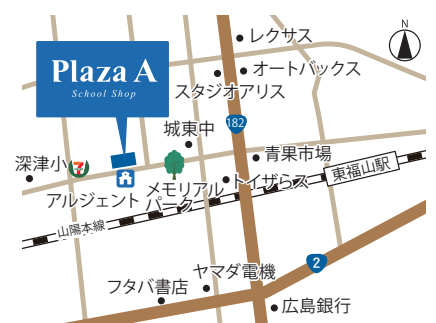 レクサス
N
Plaza A
School Shop
オートバックス
スタジオアリス
182
城東中
青果市場
深津小
7
アルジェント
メモリアル
パーク
トイザらス
東福山駅
山陽本線
2
ヤマダ電機
フタバ書店
広島銀行